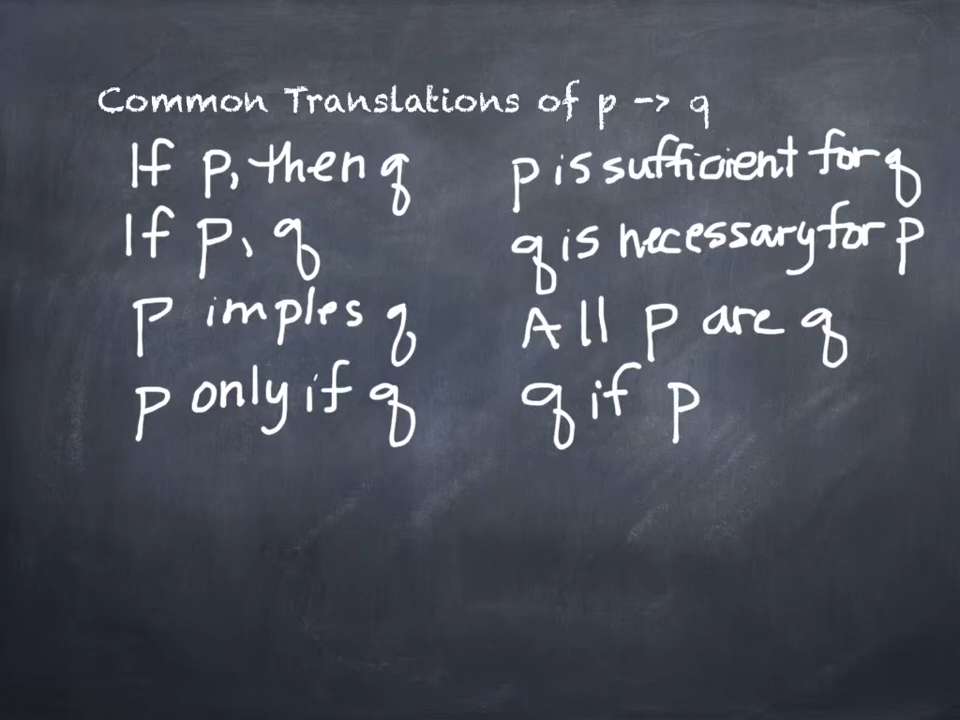 Common Translations of p -> q
If p, then q
If p, q
p imples q
p only if q
p is sufficient for q
q is necessary for p
All p are q
q if p